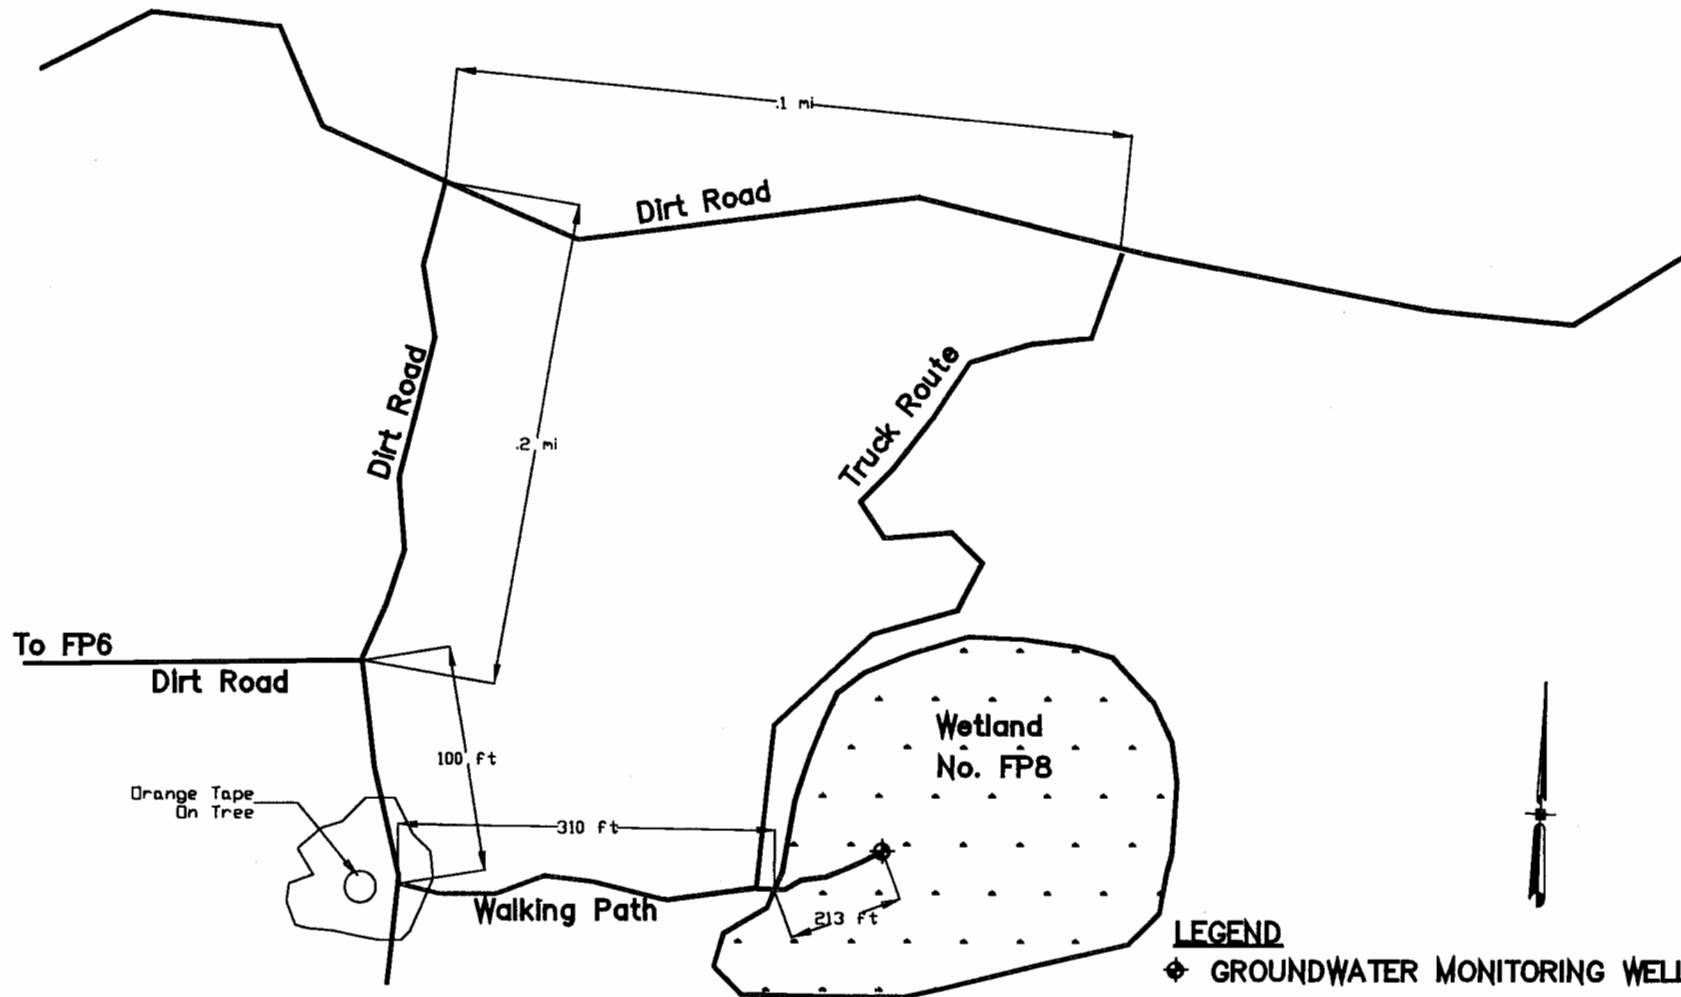 .1 mi
Dirt Road
Dirt Road
.2 mi
Truck Route
To FP6
Dirt Road
Wetland
No. FP8
100 ft
Orange Tape
On Tree
310 ft
Walking Path
213 ft
LEGEND
GROUNDWATER MONITORING WELL